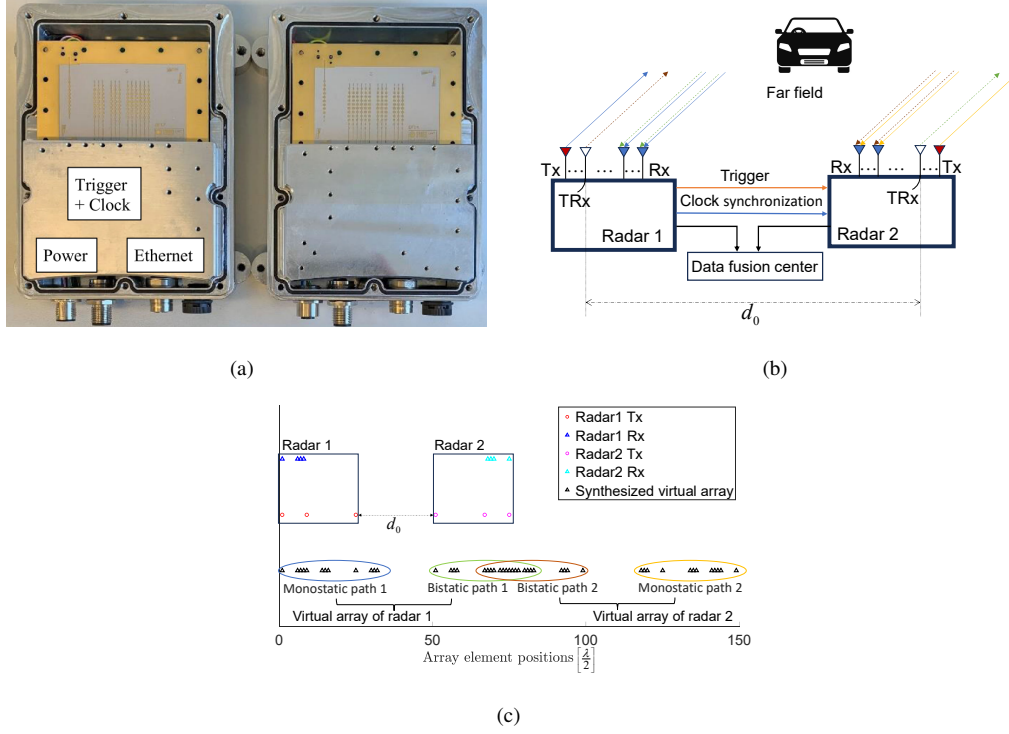 Trigger
+ Clock
Power
Ethernet
(a)
Far field
Tx
Rx
TRx
Radar 1
Trigger
Clock synchronization
Rx
Tx
TRx
Radar 2
Data fusion center
d0
(b)
Radar 1
Radar 2
d0
Radar1 Tx
Radar1 Rx
Radar2 Tx
Radar2 Rx
Synthesized virtual array
Monostatic path 1
Bistatic path 1
Bistatic path 2
Monostatic path 2
Virtual array of radar 1
Virtual array of radar 2
0
50
100
150
Array element positions [λ/2]
(c)